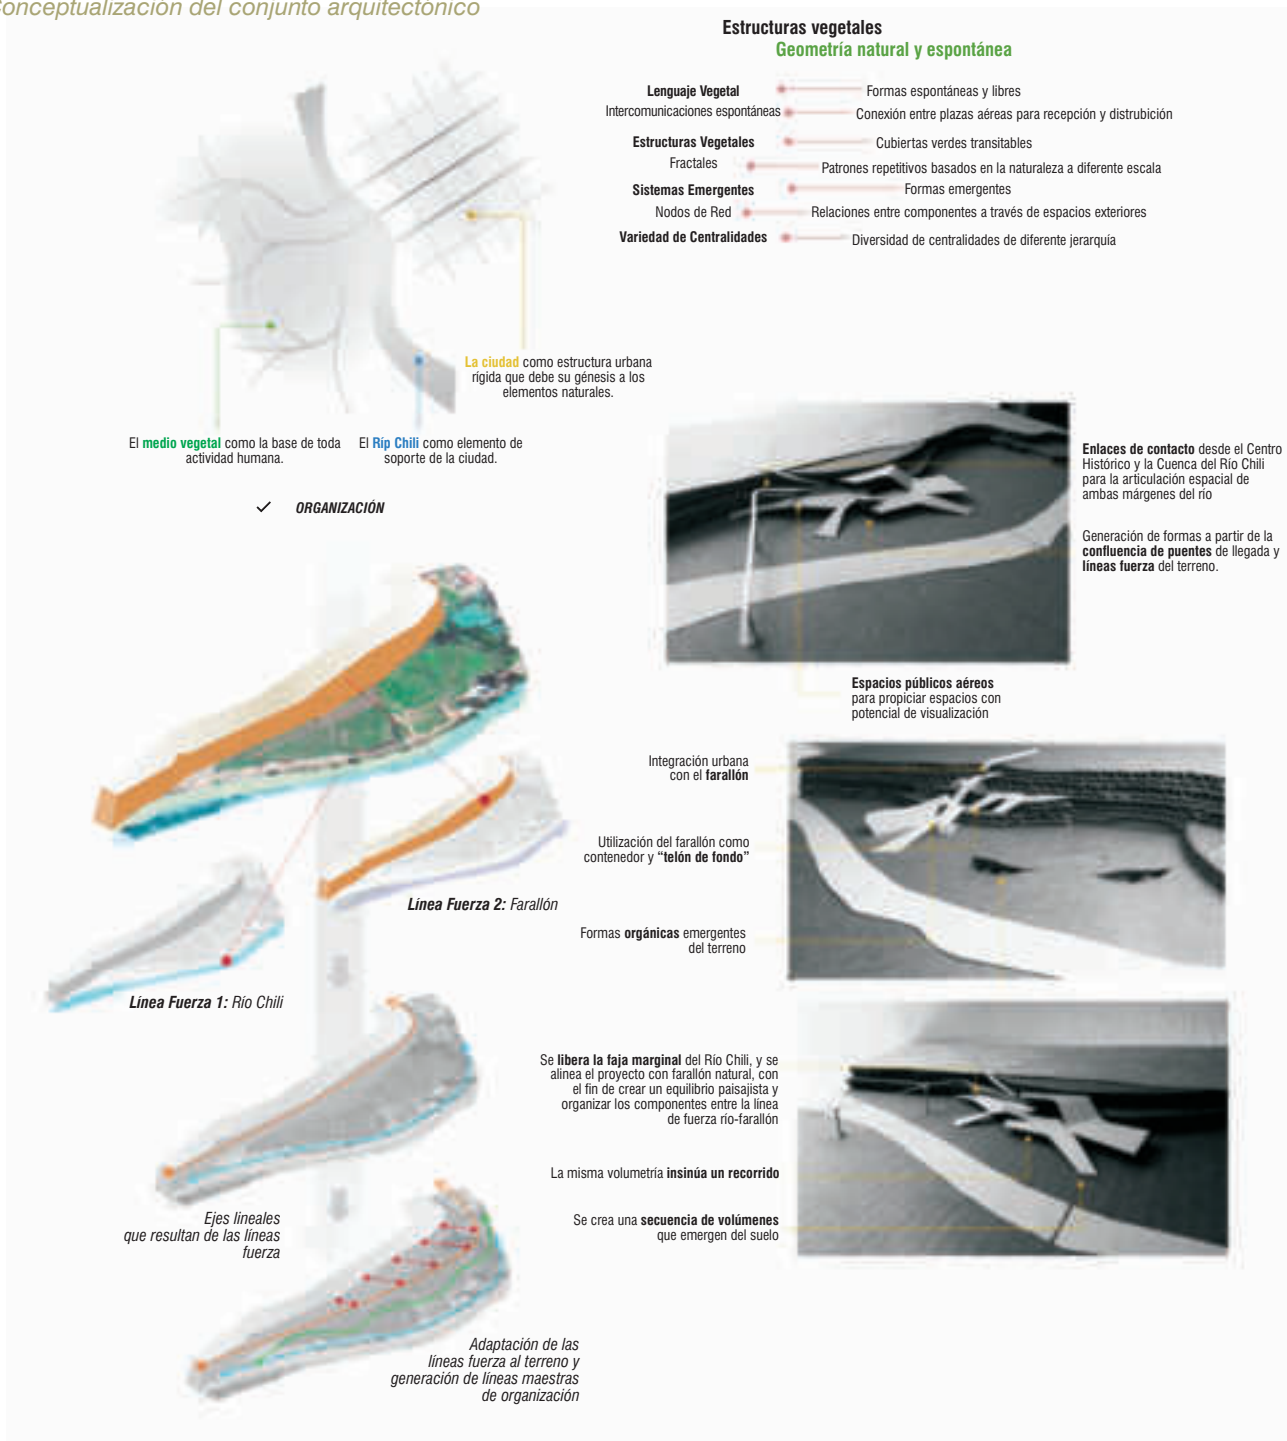 Conceptualización del conjunto arquitectónico
Estructuras vegetales
Geometría natural y espontánea
Lenguaje Vegetal Formas espontáneas y libres
Intercomunicaciones espontáneas Conexión entre plazas aéreas para recepción y distrubición
Estructuras Vegetales Cubiertas verdes transitables
Fractales Patrones repetitivos basados en la naturaleza a diferente escala
Sistemas Emergentes Formas emergentes
Nodos de Red Relaciones entre componentes a través de espacios exteriores
Variedad de Centralidades Diversidad de centralidades de diferente jerarquía
La ciudad como estructura urbana
rígida que debe su génesis a los
elementos naturales.
El medio vegetal como la base de toda
actividad humana.
El Ríp Chili como elemento de
soporte de la ciudad.
✓ ORGANIZACIÓN
Enlaces de contacto desde el Centro
Histórico y la Cuenca del Río Chili
para la articulación espacial de
ambas márgenes del río
Generación de formas a partir de la
confluencia de puentes de llegada y
líneas fuerza del terreno.
Espacios públicos aéreos
para propiciar espacios con
potencial de visualización
Integración urbana
con el farallón
Utilización del farallón como
contenedor y “telón de fondo”
Formas orgánicas emergentes
del terreno
Línea Fuerza 2: Farallón
Línea Fuerza 1: Río Chili
Se libera la faja marginal del Río Chili, y se
alinea el proyecto con farallón natural, con
el fin de crear un equilibrio paisajista y
organizar los componentes entre la línea
de fuerza río-farallón
La misma volumetría insinúa un recorrido
Se crea una secuencia de volúmenes
que emergen del suelo
Ejes lineales
que resultan de las líneas
fuerza
Adaptación de las
líneas fuerza al terreno y
generación de líneas maestras
de organización